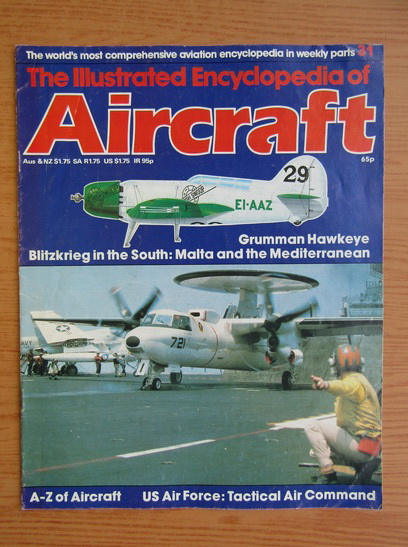 The world's most comprehensive aviation encyclopedia in weekly parts 31
The Illustrated Encyclopedia of
Aircraft
Aus & NZ $1.75 SA R1.75 US $1.75 IR 95p
65p
29
EI-AAZ
Grumman Hawkeye
Blitzkrieg in the South: Malta and the Mediterranean
721
A-Z of Aircraft US Air Force: Tactical Air Command